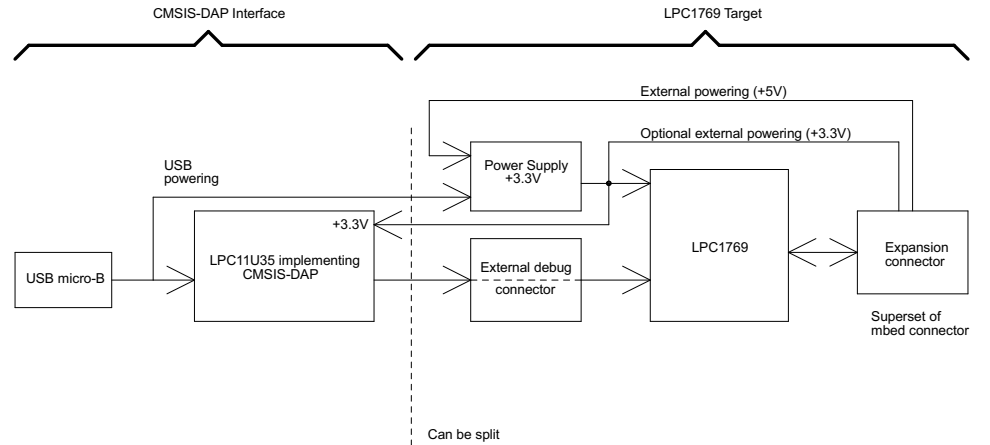 CMSIS-DAP Interface
LPC1769 Target
External powering (+5V)
Optional external powering (+3.3V)
USB
powering
Power Supply
+3.3V
+3.3V
LPC11U35 implementing
CMSIS-DAP
USB micro-B
External debug
connector
LPC1769
Expansion
connector
Superset of
mbed connector
Can be split